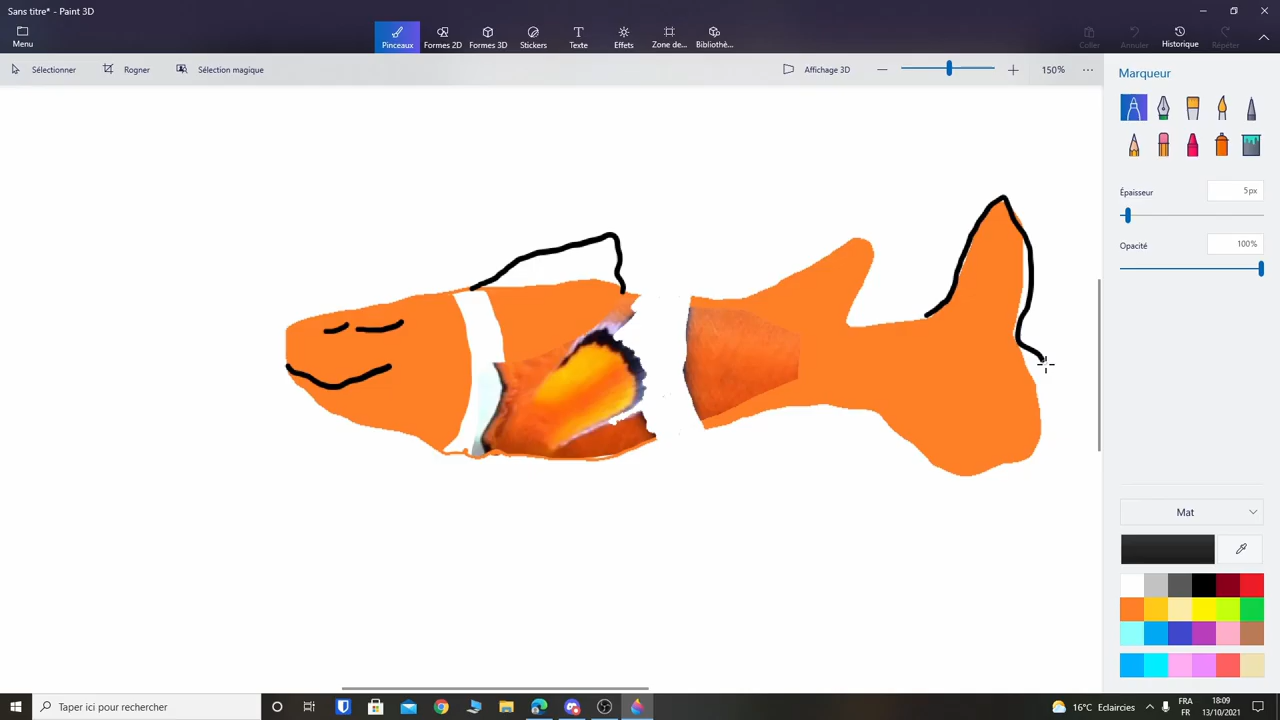 Sans titre* - Paint 3D
Menu
Pinceaux
Formes 2D
Formes 3D
Stickers
Texte
Effets
Zone de...
Bibliothè...
Coller
Annuler
Historique
Répéter
Sélectionner
Rogner
Sélection magique
Affichage 3D
150%
Marqueur
Épaisseur
5px
Opacité
100%
Mat
Taper ici pour rechercher
16°C Eclaircies
FRA
FR
18:09
13/10/2021